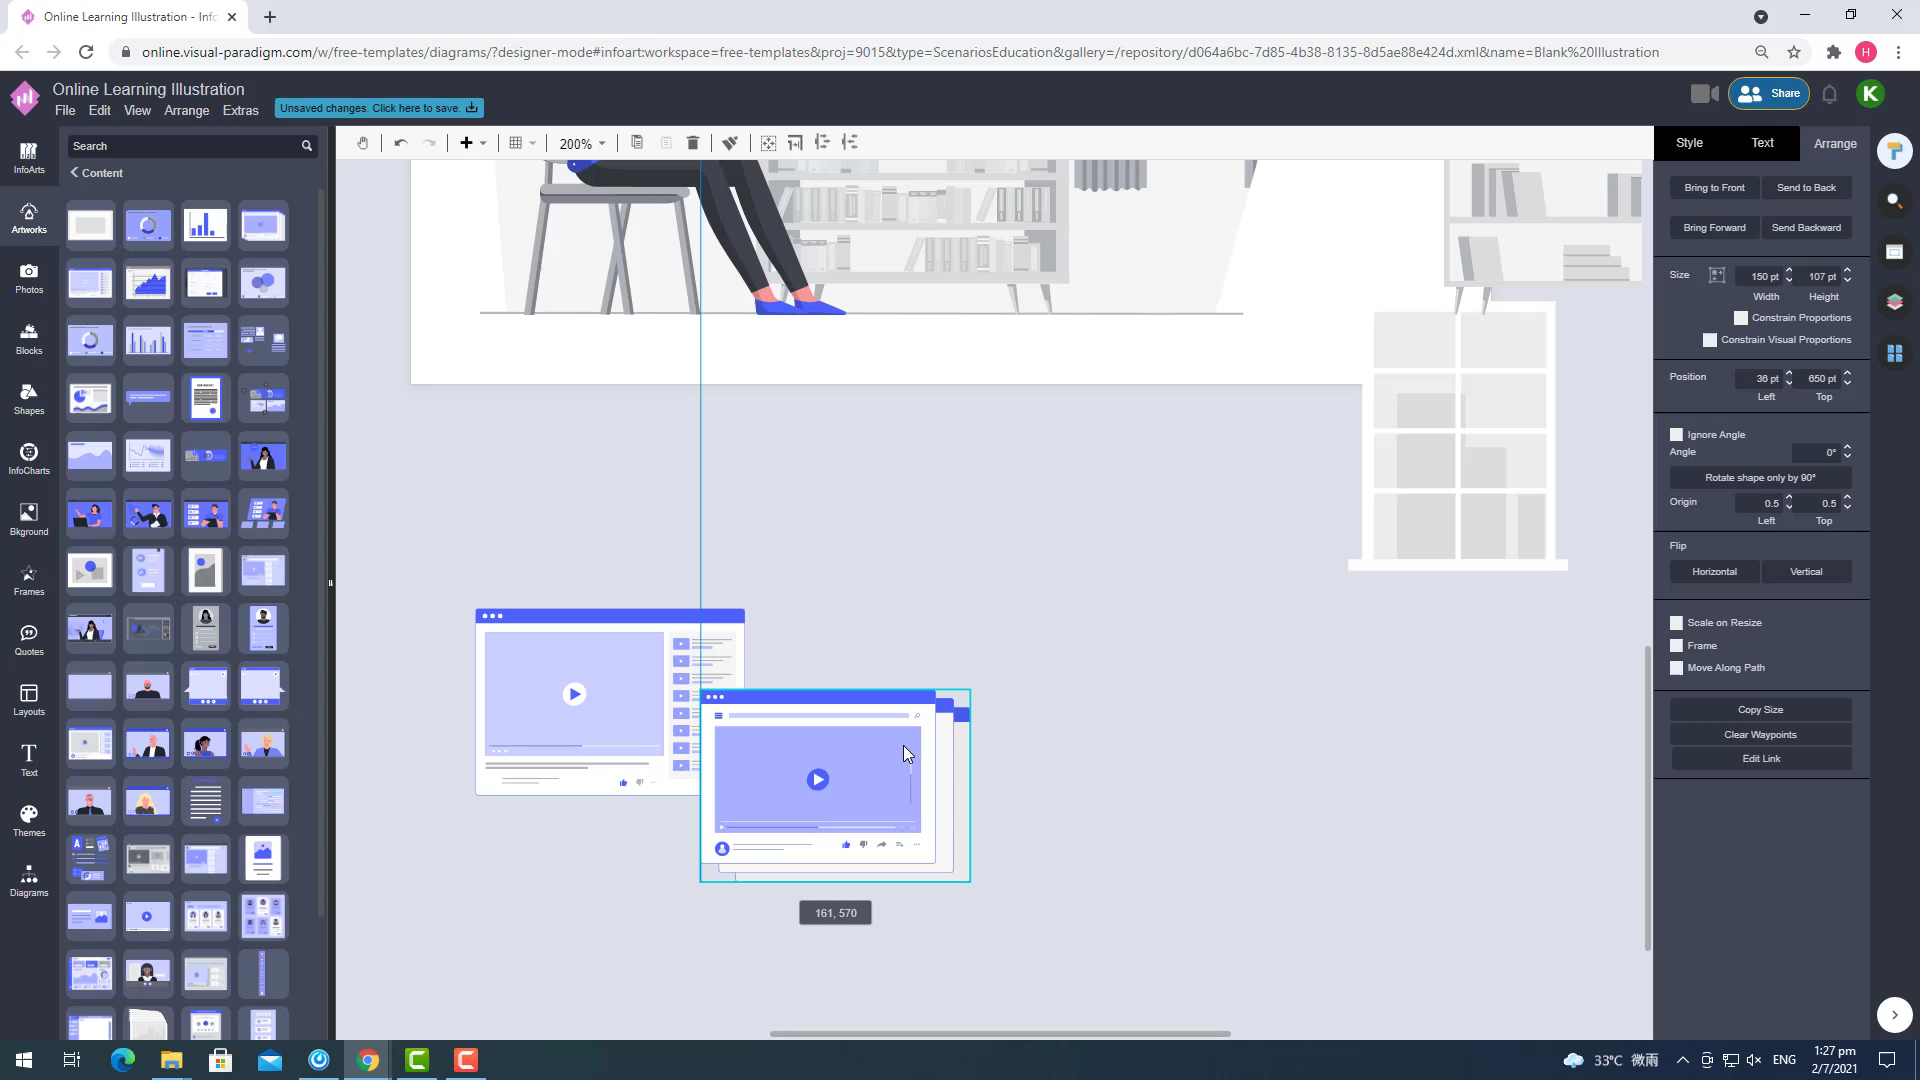 Online Learning Illustration - Info
online.visual-paradigm.com/w/free-templates/diagrams/?designer-mode#infoart:workspace=free-templates&proj=9015&type=ScenariosEducation&gallery=/repository/d064a6bc-7d85-4b38-8135-8d5ae88e424d.xml&name=Blank%20Illustration
H
Online Learning Illustration
File Edit View Arrange Extras
Unsaved changes. Click here to save.
Share
K
InfoArts
Artworks
Photos
Blocks
Shapes
InfoCharts
Bkground
Frames
Quotes
Layouts
Text
Themes
Diagrams
Search
Content
200%
161, 570
Style Text Arrange
Bring to Front Send to Back
Bring Forward Send Backward
Size 150 pt 107 pt
Width Height
Constrain Proportions
Constrain Visual Proportions
Position 36 pt 650 pt
Left Top
Ignore Angle
Angle 0°
Rotate shape only by 90°
Origin 0.5 0.5
Left Top
Flip
Horizontal Vertical
Scale on Resize
Frame
Move Along Path
Copy Size
Clear Waypoints
Edit Link
33°C 微雨
ENG
1:27 pm
2/7/2021